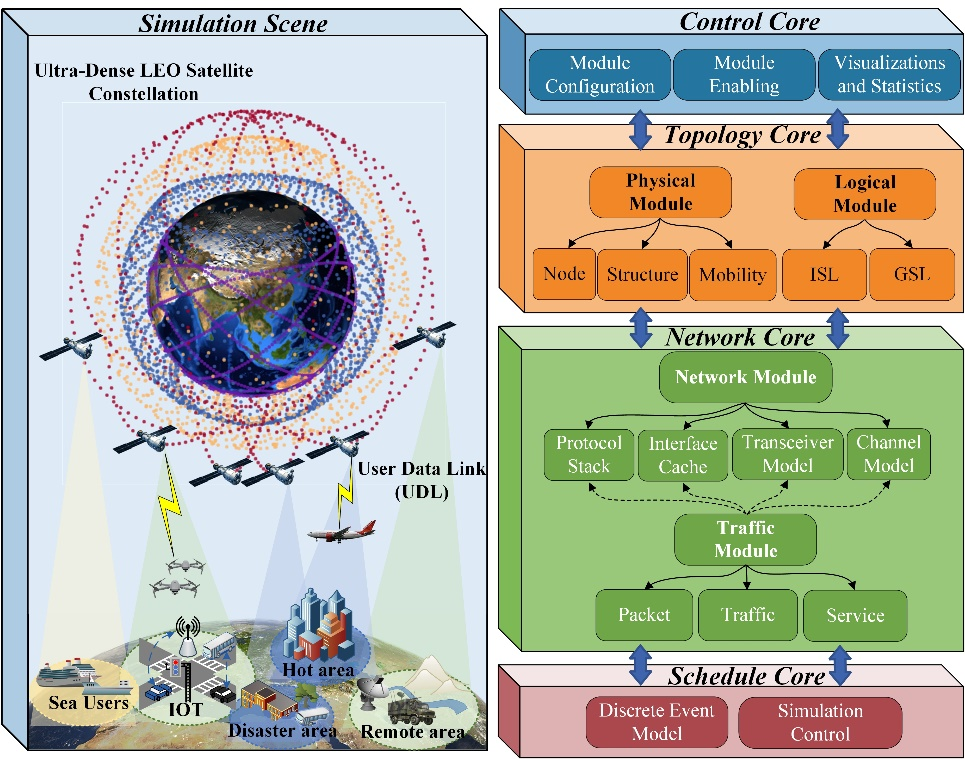 Simulation Scene
Ultra-Dense LEO Satellite
Constellation
User Data Link
(UDL)
Hot area
Sea Users
IOT
Disaster area
Remote area
Control Core
Module
Configuration
Module
Enabling
Visualizations
and Statistics
Topology Core
Physical
Module
Logical
Module
Node
Structure
Mobility
ISL
GSL
Network Core
Network Module
Protocol
Stack
Interface
Cache
Transceiver
Model
Channel
Model
Traffic
Module
Packet
Traffic
Service
Schedule Core
Discrete Event
Model
Simulation
Control